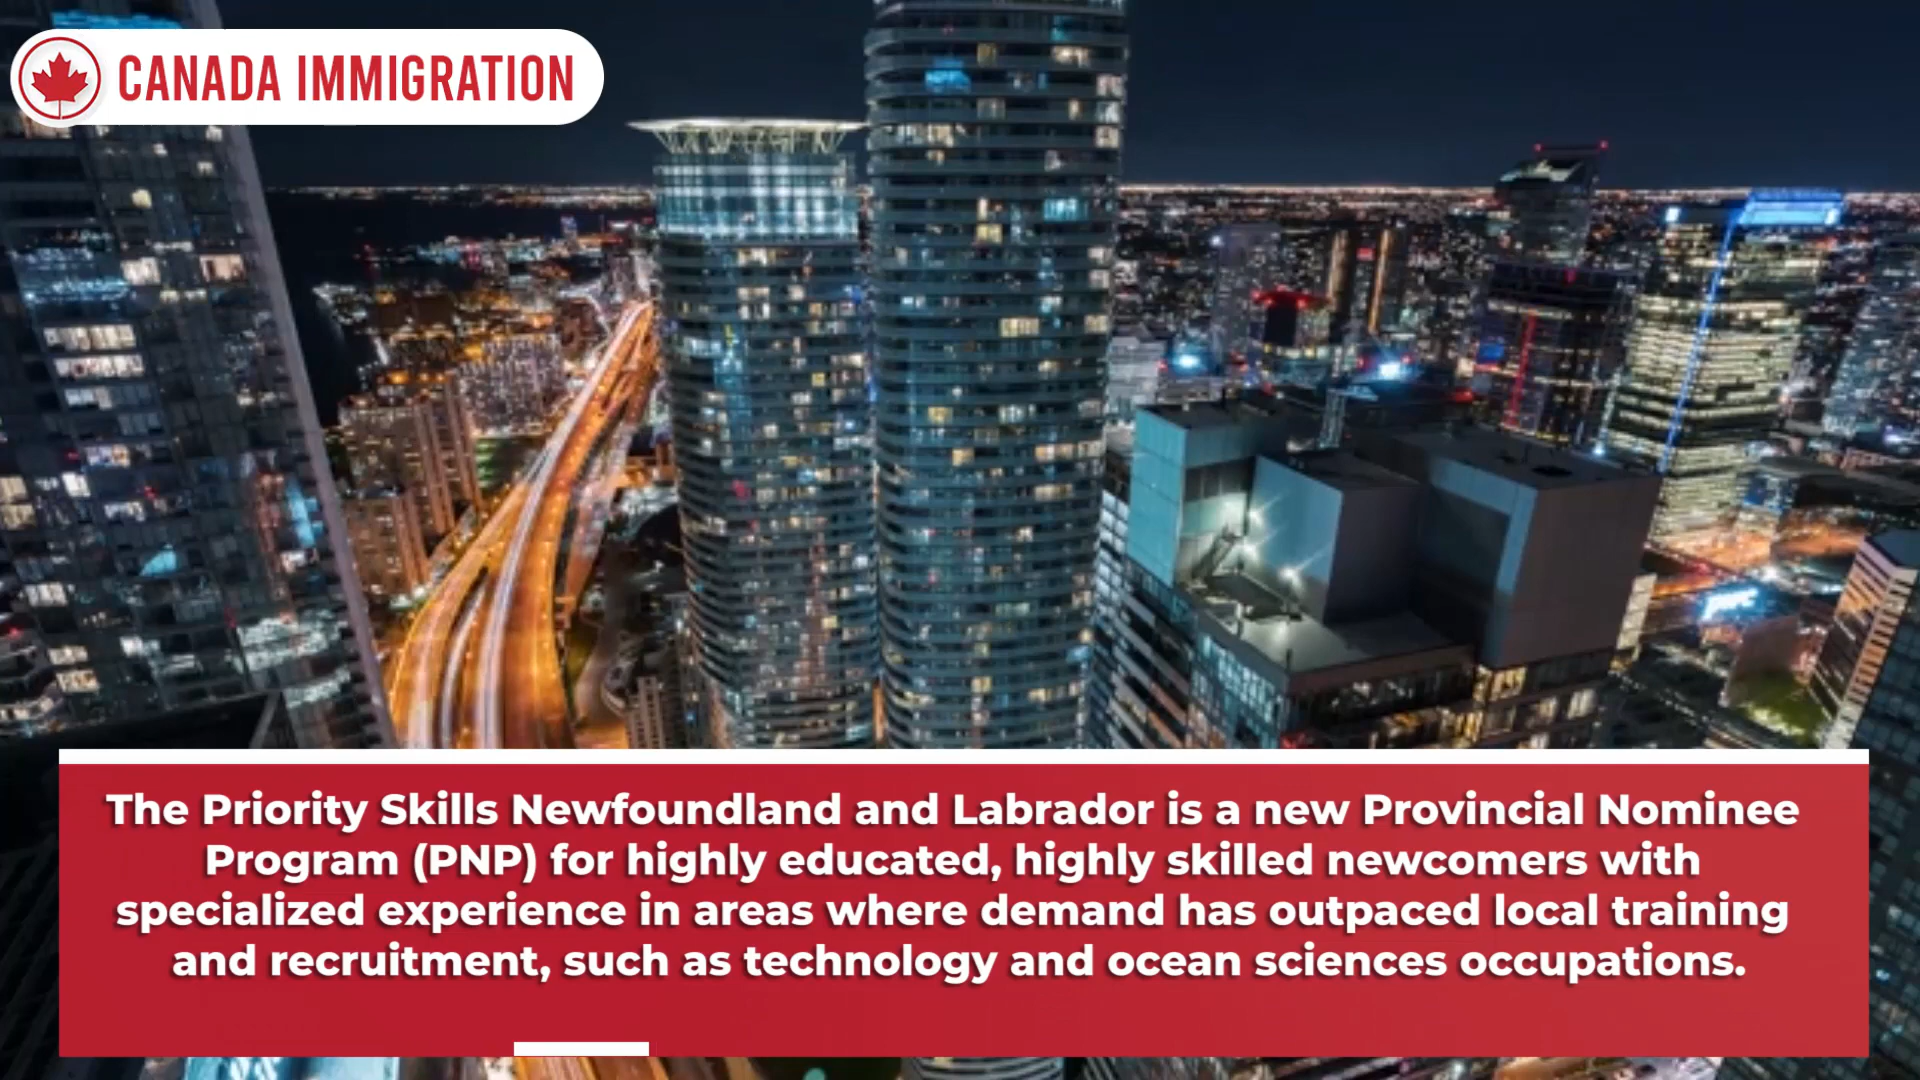 CANADA IMMIGRATION
The Priority Skills Newfoundland and Labrador is a new Provincial Nominee
Program (PNP) for highly educated, highly skilled newcomers with
specialized experience in areas where demand has outpaced local training
and recruitment, such as technology and ocean sciences occupations.